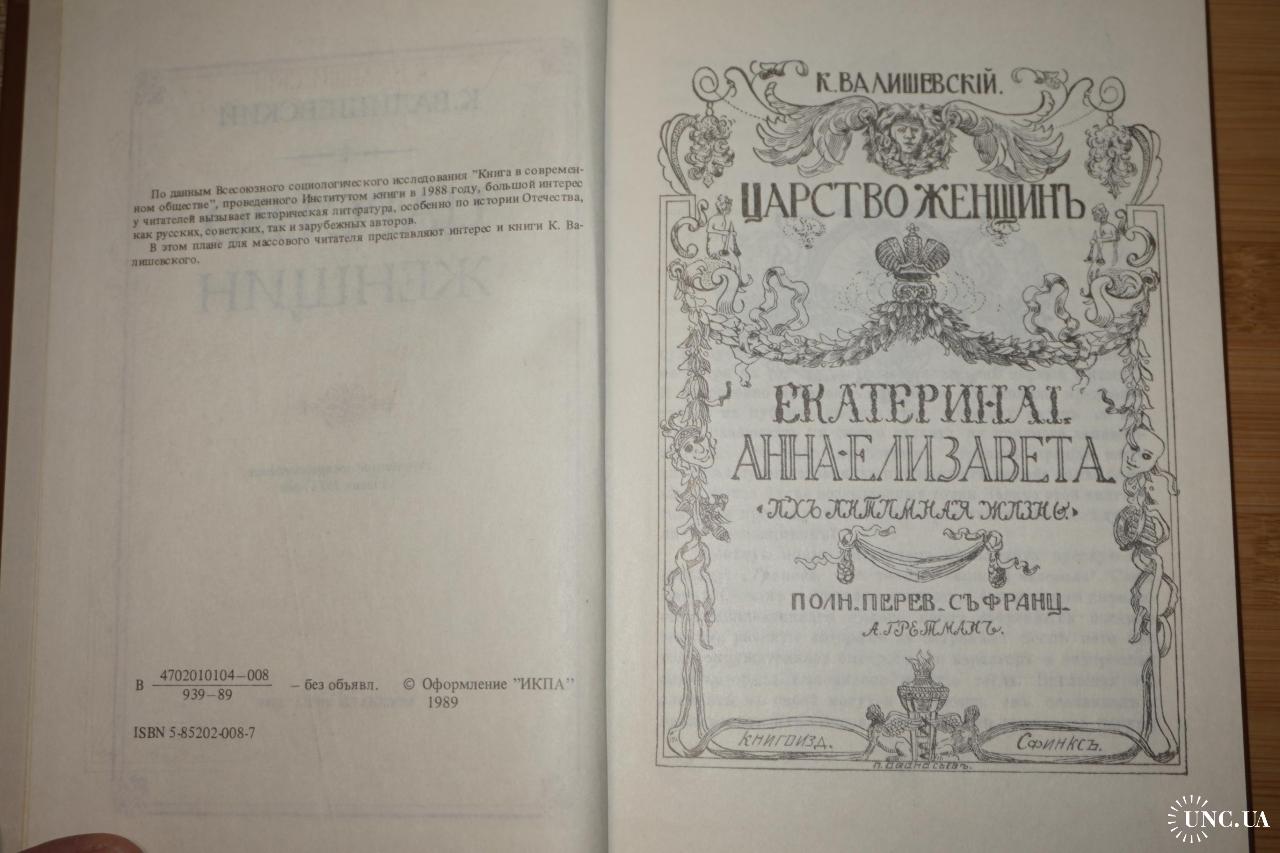 По данным Всесоюзного социологического исследования "Книга в современ-
ном обществе", проведенного Институтом книги в 1988 году, большой интерес
у читателей вызывает историческая литература, особенно по истории Отечества,
как русских, советских, так и зарубежных авторов.
В этом плане для массового читателя представляют интерес и книги К. Ва-
лишевского.
В 4702010104—008
939—89
— без объявл. © Оформление "ИКПА"
1989
ISBN 5-85202-008-7
К. ВАЛИШЕВСКІЙ.
ЦАРСТВО ЖЕНЩИНЪ
ЕКАТЕРИНА I.
АННА·ЕЛИЗАВЕТА.
«ИХЪ ИНТИМНАЯ ЖИЗНЬ»
ПОЛН. ПЕРЕВ. СЪ ФРАНЦ.
А. ГРЕТМАНЪ.
КНИГОИЗД. СФИНКСЪ.
UNC.UA